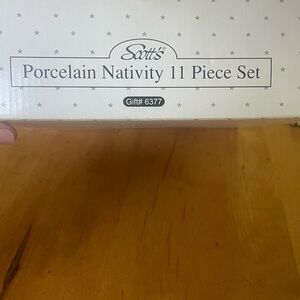 Scott's®
Porcelain Nativity 11 Piece Set
Gift# 6377